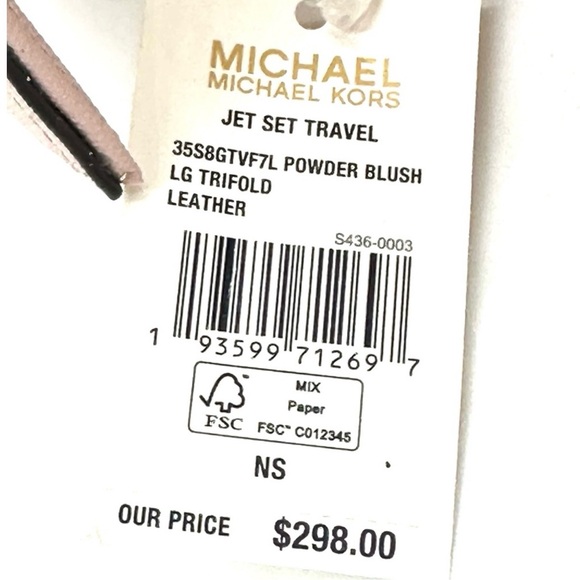 MICHAEL
MICHAEL KORS
JET SET TRAVEL
35S8GTVF7L POWDER BLUSH
LG TRIFOLD
LEATHER
S436-0003
1 93599 71269 7
MIX
Paper
FSC FSC™ C012345
NS
OUR PRICE $298.00